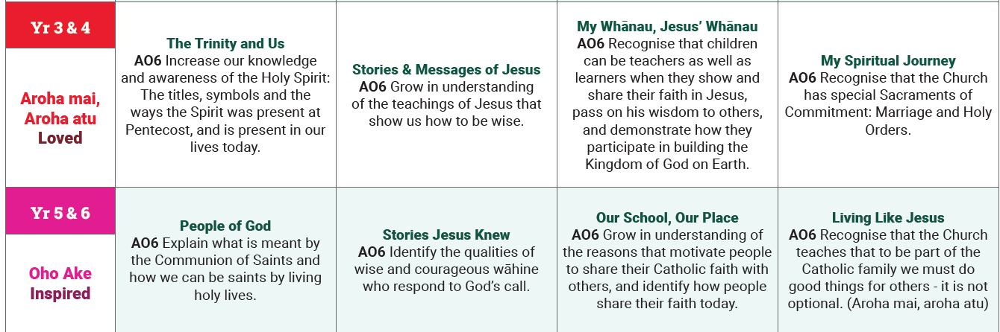 Yr 3 & 4
Aroha mai,
Aroha atu
Loved
The Trinity and Us
AO6 Increase our knowledge
and awareness of the Holy Spirit:
The titles, symbols and the
ways the Spirit was present at
Pentecost, and is present in our
lives today.
Stories & Messages of Jesus
AO6 Grow in understanding
of the teachings of Jesus that
show us how to be wise.
My Whānau, Jesus’ Whānau
AO6 Recognise that children
can be teachers as well as
learners when they show and
share their faith in Jesus,
pass on his wisdom to others,
and demonstrate how they
participate in building the
Kingdom of God on Earth.
My Spiritual Journey
AO6 Recognise that the Church
has special Sacraments of
Commitment: Marriage and Holy
Orders.
Yr 5 & 6
Oho Ake
Inspired
People of God
AO6 Explain what is meant by
the Communion of Saints and
how we can be saints by living
holy lives.
Stories Jesus Knew
AO6 Identify the qualities of
wise and courageous wāhine
who respond to God’s call.
Our School, Our Place
AO6 Grow in understanding of
the reasons that motivate people
to share their Catholic faith with
others, and identify how people
share their faith today.
Living Like Jesus
AO6 Recognise that the Church
teaches that to be part of the
Catholic family we must do
good things for others - it is not
optional. (Aroha mai, aroha atu)